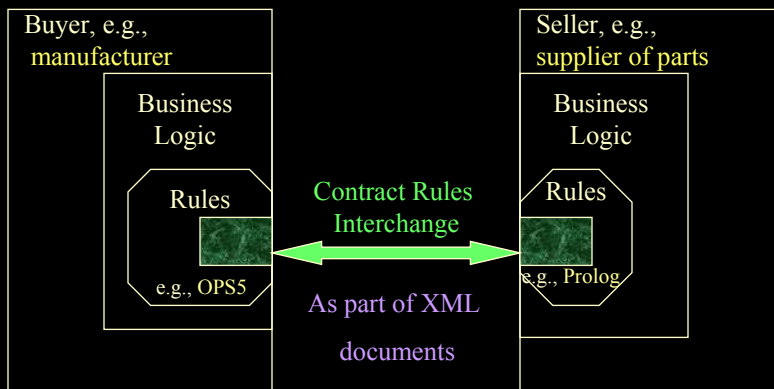 Buyer, e.g.,
manufacturer
Business
Logic
Rules
e.g., OPS5
Contract Rules
Interchange
As part of XML
documents
Seller, e.g.,
supplier of parts
Business
Logic
Rules
e.g., Prolog